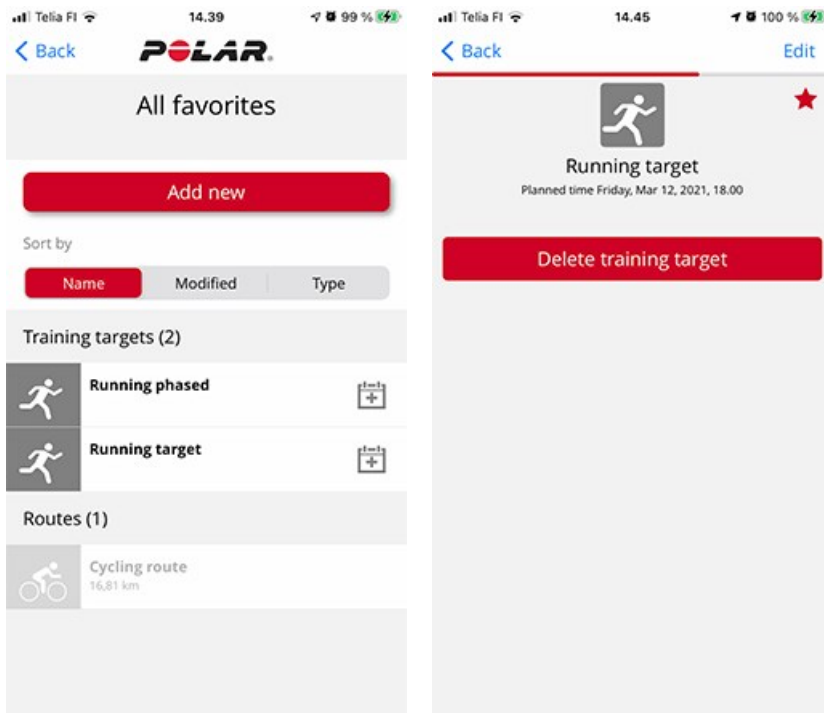 Telia FI 14.39 99 %
Back POLAR.
All favorites
Add new
Sort by
Name Modified Type
Training targets (2)
Running phased
Running target
Routes (1)
Cycling route
16,81 km
Telia FI 14.45 100 %
Back Edit
Running target
Planned time Friday, Mar 12, 2021, 18.00
Delete training target